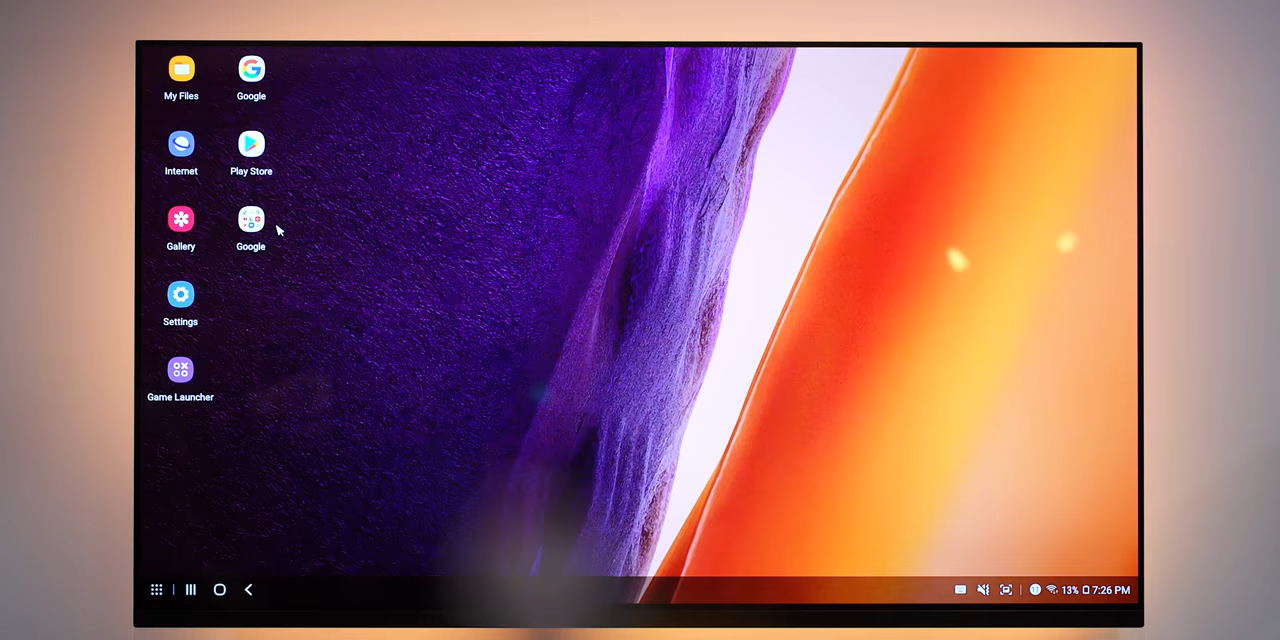 My Files
Google
Internet
Play Store
Gallery
Google
Settings
Game Launcher
13% 7:26 PM